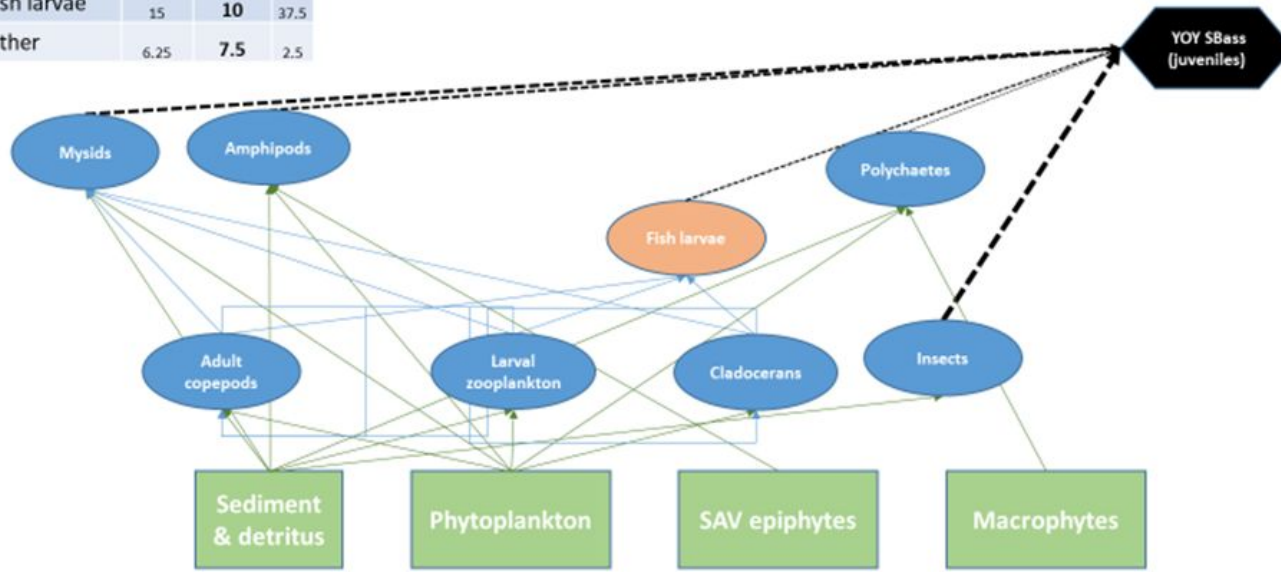 sh larvae 15 10 37.5
ther 6.25 7.5 2.5
YOY SBass
(juveniles)
Mysids
Amphipods
Polychaetes
Fish larvae
Adult
copepods
Larval
zooplankton
Cladocerans
Insects
Sediment
& detritus
Phytoplankton
SAV epiphytes
Macrophytes